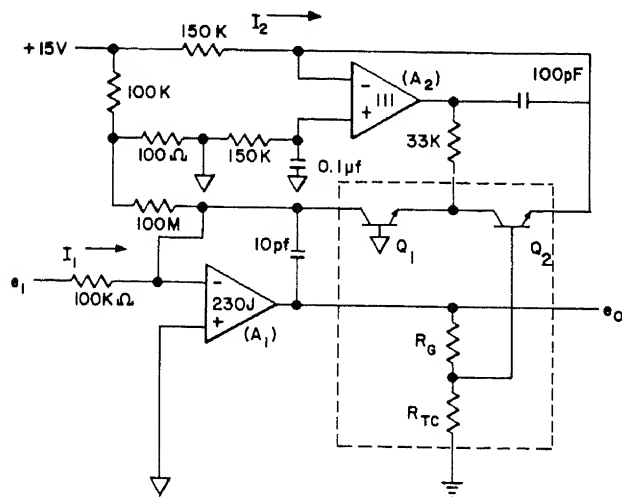 I2
150K
+15V
100K
(A2)
111
−
+
100pF
100Ω
150K
33K
0.1μf
100M
I1
10pf
Q1
Q2
e1
100KΩ
−
230J
+
(A1)
eo
RG
RTC